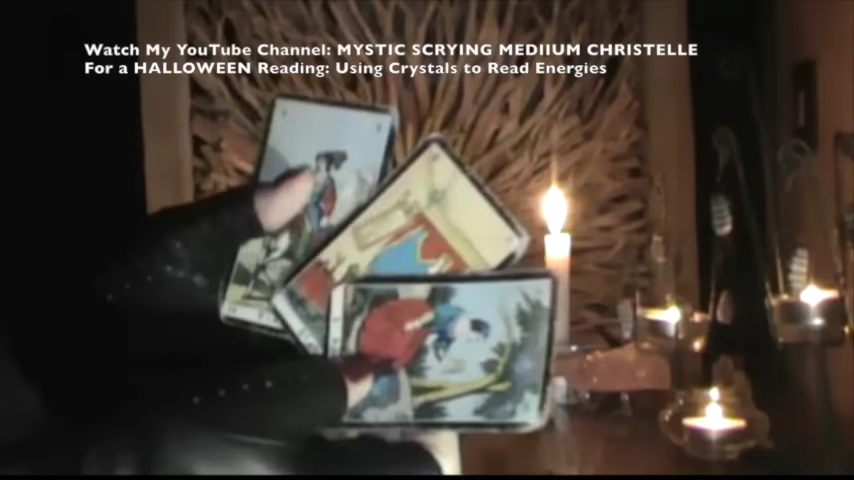 Watch My YouTube Channel: MYSTIC SCRYING MEDIIUM CHRISTELLE
For a HALLOWEEN Reading: Using Crystals to Read Energies